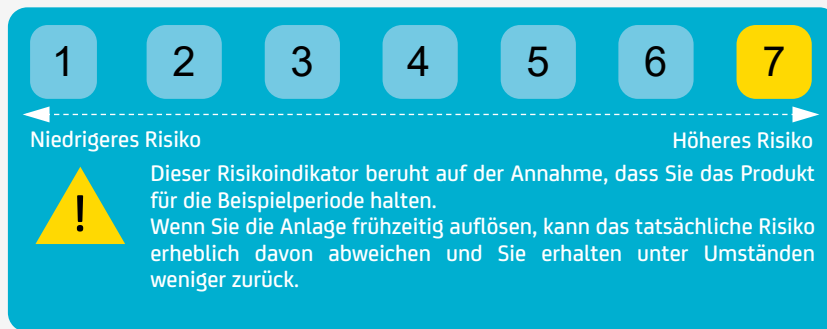 1 2 3 4 5 6 7
Niedrigeres Risiko Höheres Risiko
Dieser Risikoindikator beruht auf der Annahme, dass Sie das Produkt
für die Beispielperiode halten.
!
Wenn Sie die Anlage frühzeitig auflösen, kann das tatsächliche Risiko
erheblich davon abweichen und Sie erhalten unter Umständen
weniger zurück.